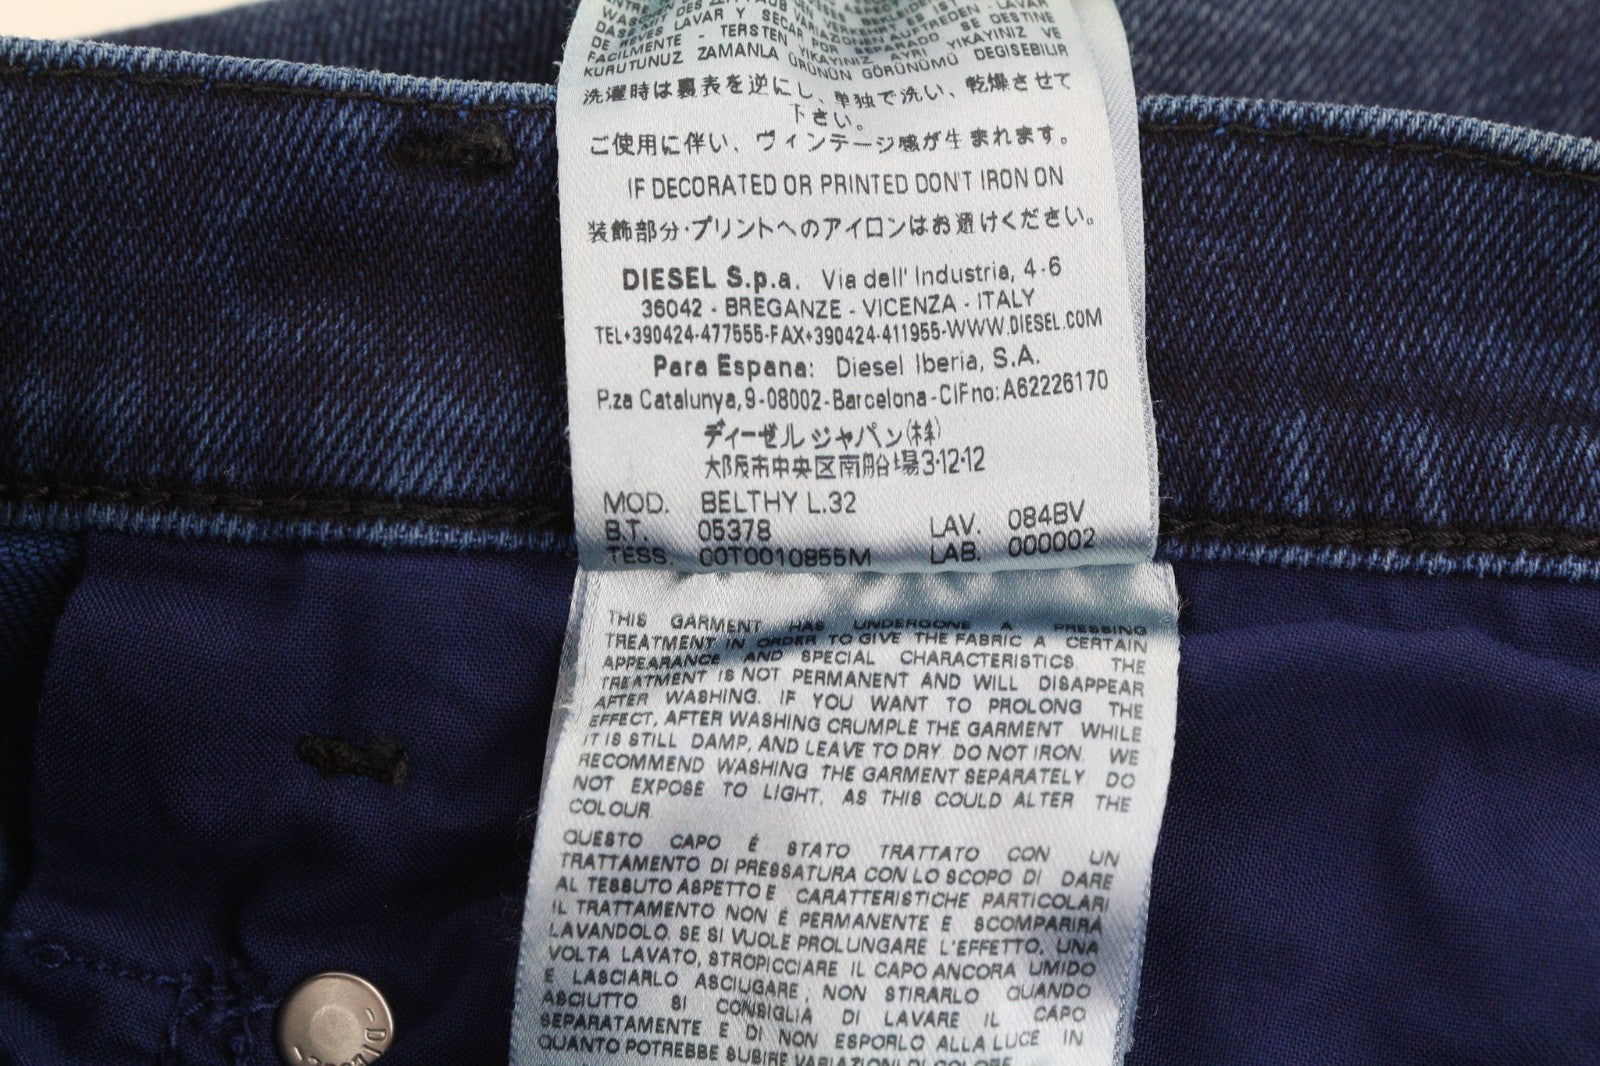 LAVAR Y SECAR POR SEPARADO
FACILMENTE - TERSTEN YIKAYINIZ, AYRI YIKAYINIZ VE
KURUTUNUZ ZAMANLA ÜRÜNÜN GÖRÜNÜMÜ DEGISEBILIR
洗濯時は裏表を逆にし、単独で洗い、乾燥させて
下さい。
ご使用に伴い、ヴィンテージ感が生まれます。
IF DECORATED OR PRINTED DON'T IRON ON
装飾部分・プリントへのアイロンはお避けください。
DIESEL S.p.a. Via dell' Industria, 4-6
36042 - BREGANZE - VICENZA - ITALY
TEL+390424-477555-FAX+390424-411955-WWW.DIESEL.COM
Para Espana: Diesel Iberia, S.A.
P.za Catalunya,9-08002-Barcelona-CIFno:A62226170
ディーゼルジャパン(株)
大阪市中央区南船場3-12-12
MOD. BELTHY L.32
B.T. 05378 LAV. 084BV
TESS. 00T0010855M LAB. 000002
THIS GARMENT HAS UNDERGONE A PRESSING
TREATMENT IN ORDER TO GIVE THE FABRIC A CERTAIN
APPEARANCE AND SPECIAL CHARACTERISTICS. THE
TREATMENT IS NOT PERMANENT AND WILL DISAPPEAR
AFTER WASHING. IF YOU WANT TO PROLONG THE
EFFECT, AFTER WASHING CRUMPLE THE GARMENT WHILE
IT IS STILL DAMP, AND LEAVE TO DRY. DO NOT IRON. WE
RECOMMEND WASHING THE GARMENT SEPARATELY DO
NOT EXPOSE TO LIGHT, AS THIS COULD ALTER THE
COLOUR.
QUESTO CAPO È STATO TRATTATO CON UN
TRATTAMENTO DI PRESSATURA CON LO SCOPO DI DARE
AL TESSUTO ASPETTO E CARATTERISTICHE PARTICOLARI
IL TRATTAMENTO NON È PERMANENTE E SCOMPARIRÀ
LAVANDOLO. SE SI VUOLE PROLUNGARE L'EFFETTO, UNA
VOLTA LAVATO, STROPICCIARE IL CAPO ANCORA UMIDO
E LASCIARLO ASCIUGARE, NON STIRARLO QUANDO
ASCIUTTO SI CONSIGLIA DI LAVARE IL CAPO
SEPARATAMENTE E DI NON ESPORLO ALLA LUCE IN
QUANTO POTREBBE SUBIRE VARIAZIONI DI COLORE